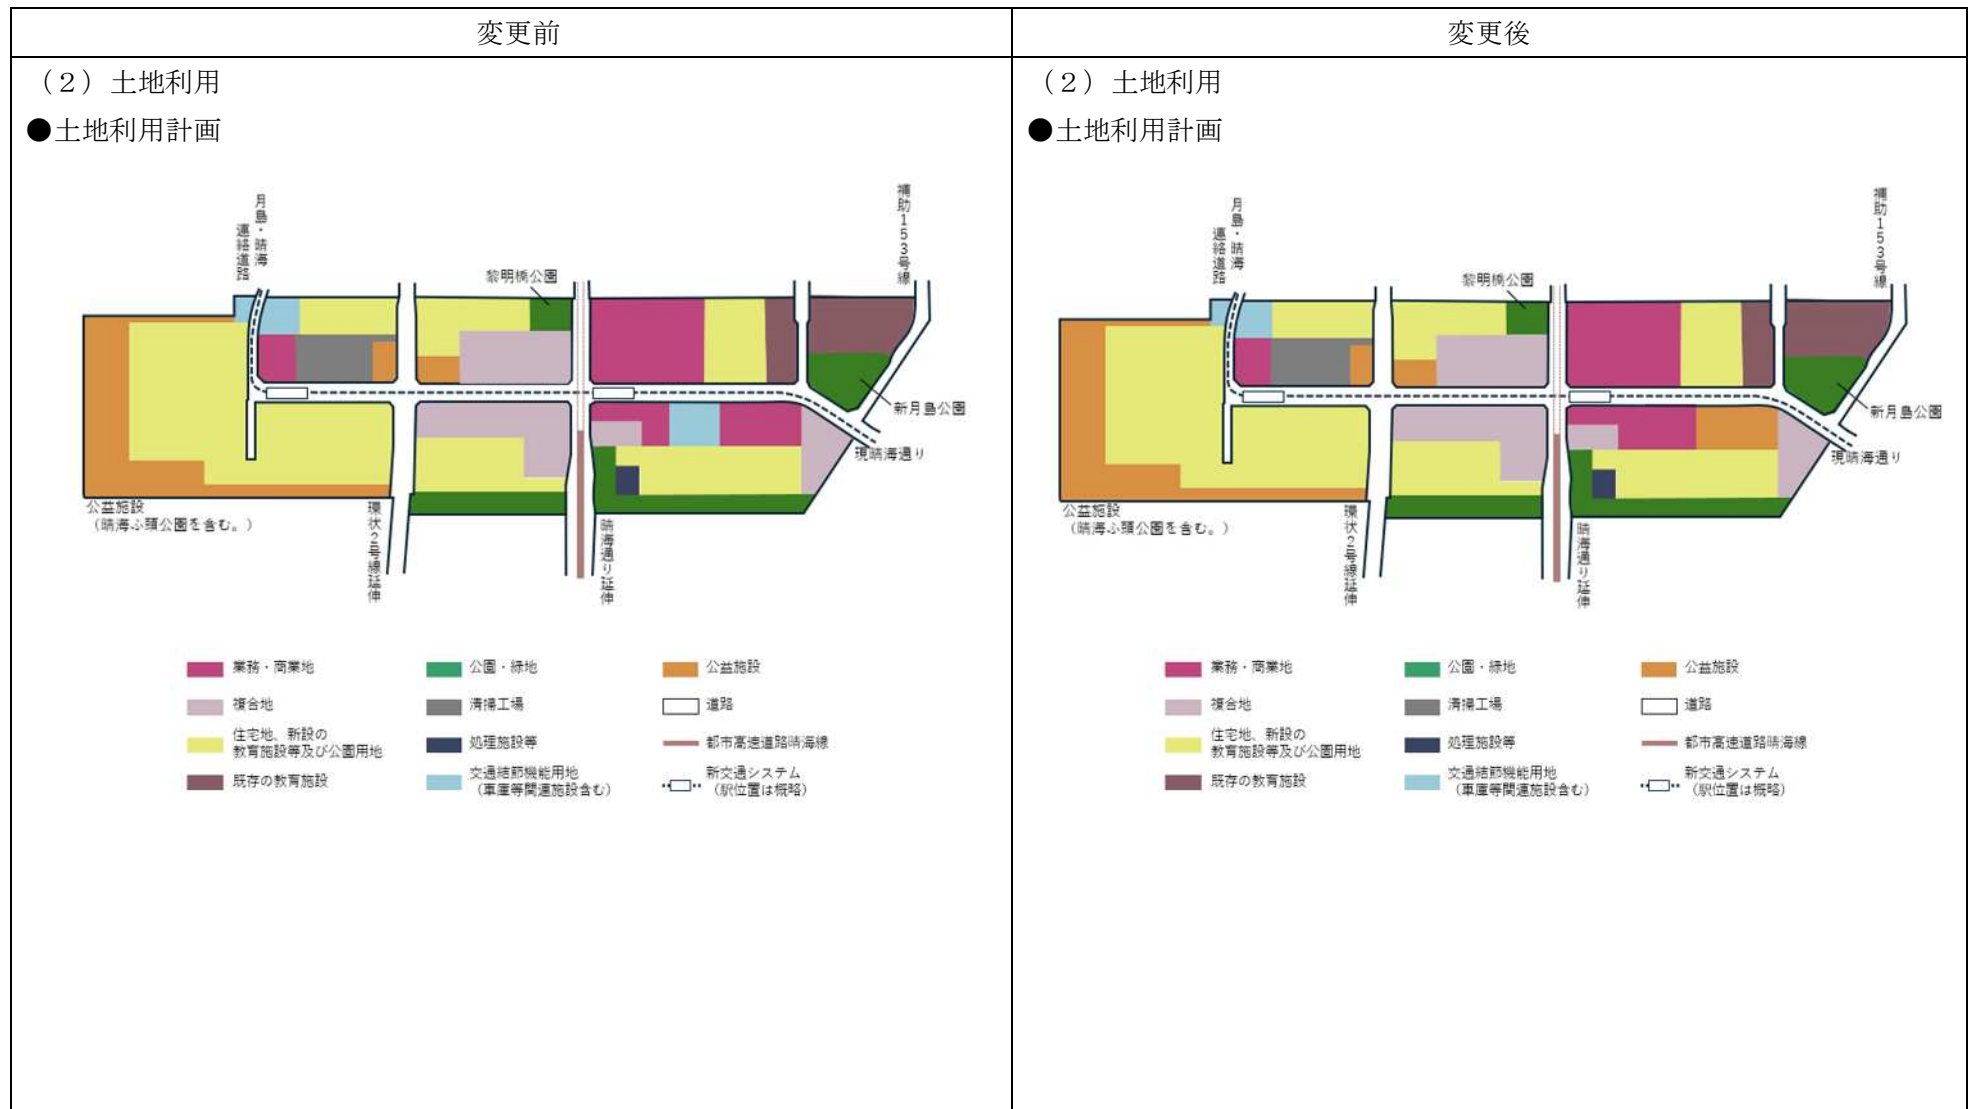 変更前
変更後
（２）土地利用
●土地利用計画
月島・晴海
連絡道路
補助153号線
黎明橋公園
新月島公園
現晴海通り
公益施設
（晴海ふ頭公園を含む。）
環状2号線延伸
晴海通り延伸
業務・商業地
公園・緑地
公益施設
複合地
清掃工場
道路
住宅地、新設の
教育施設等及び公園用地
処理施設等
都市高速道路晴海線
既存の教育施設
交通結節機能用地
（車庫等関連施設含む）
新交通システム
（駅位置は概略）
（２）土地利用
●土地利用計画
月島・晴海
連絡道路
補助153号線
黎明橋公園
新月島公園
現晴海通り
公益施設
（晴海ふ頭公園を含む。）
環状2号線延伸
晴海通り延伸
業務・商業地
公園・緑地
公益施設
複合地
清掃工場
道路
住宅地、新設の
教育施設等及び公園用地
処理施設等
都市高速道路晴海線
既存の教育施設
交通結節機能用地
（車庫等関連施設含む）
新交通システム
（駅位置は概略）